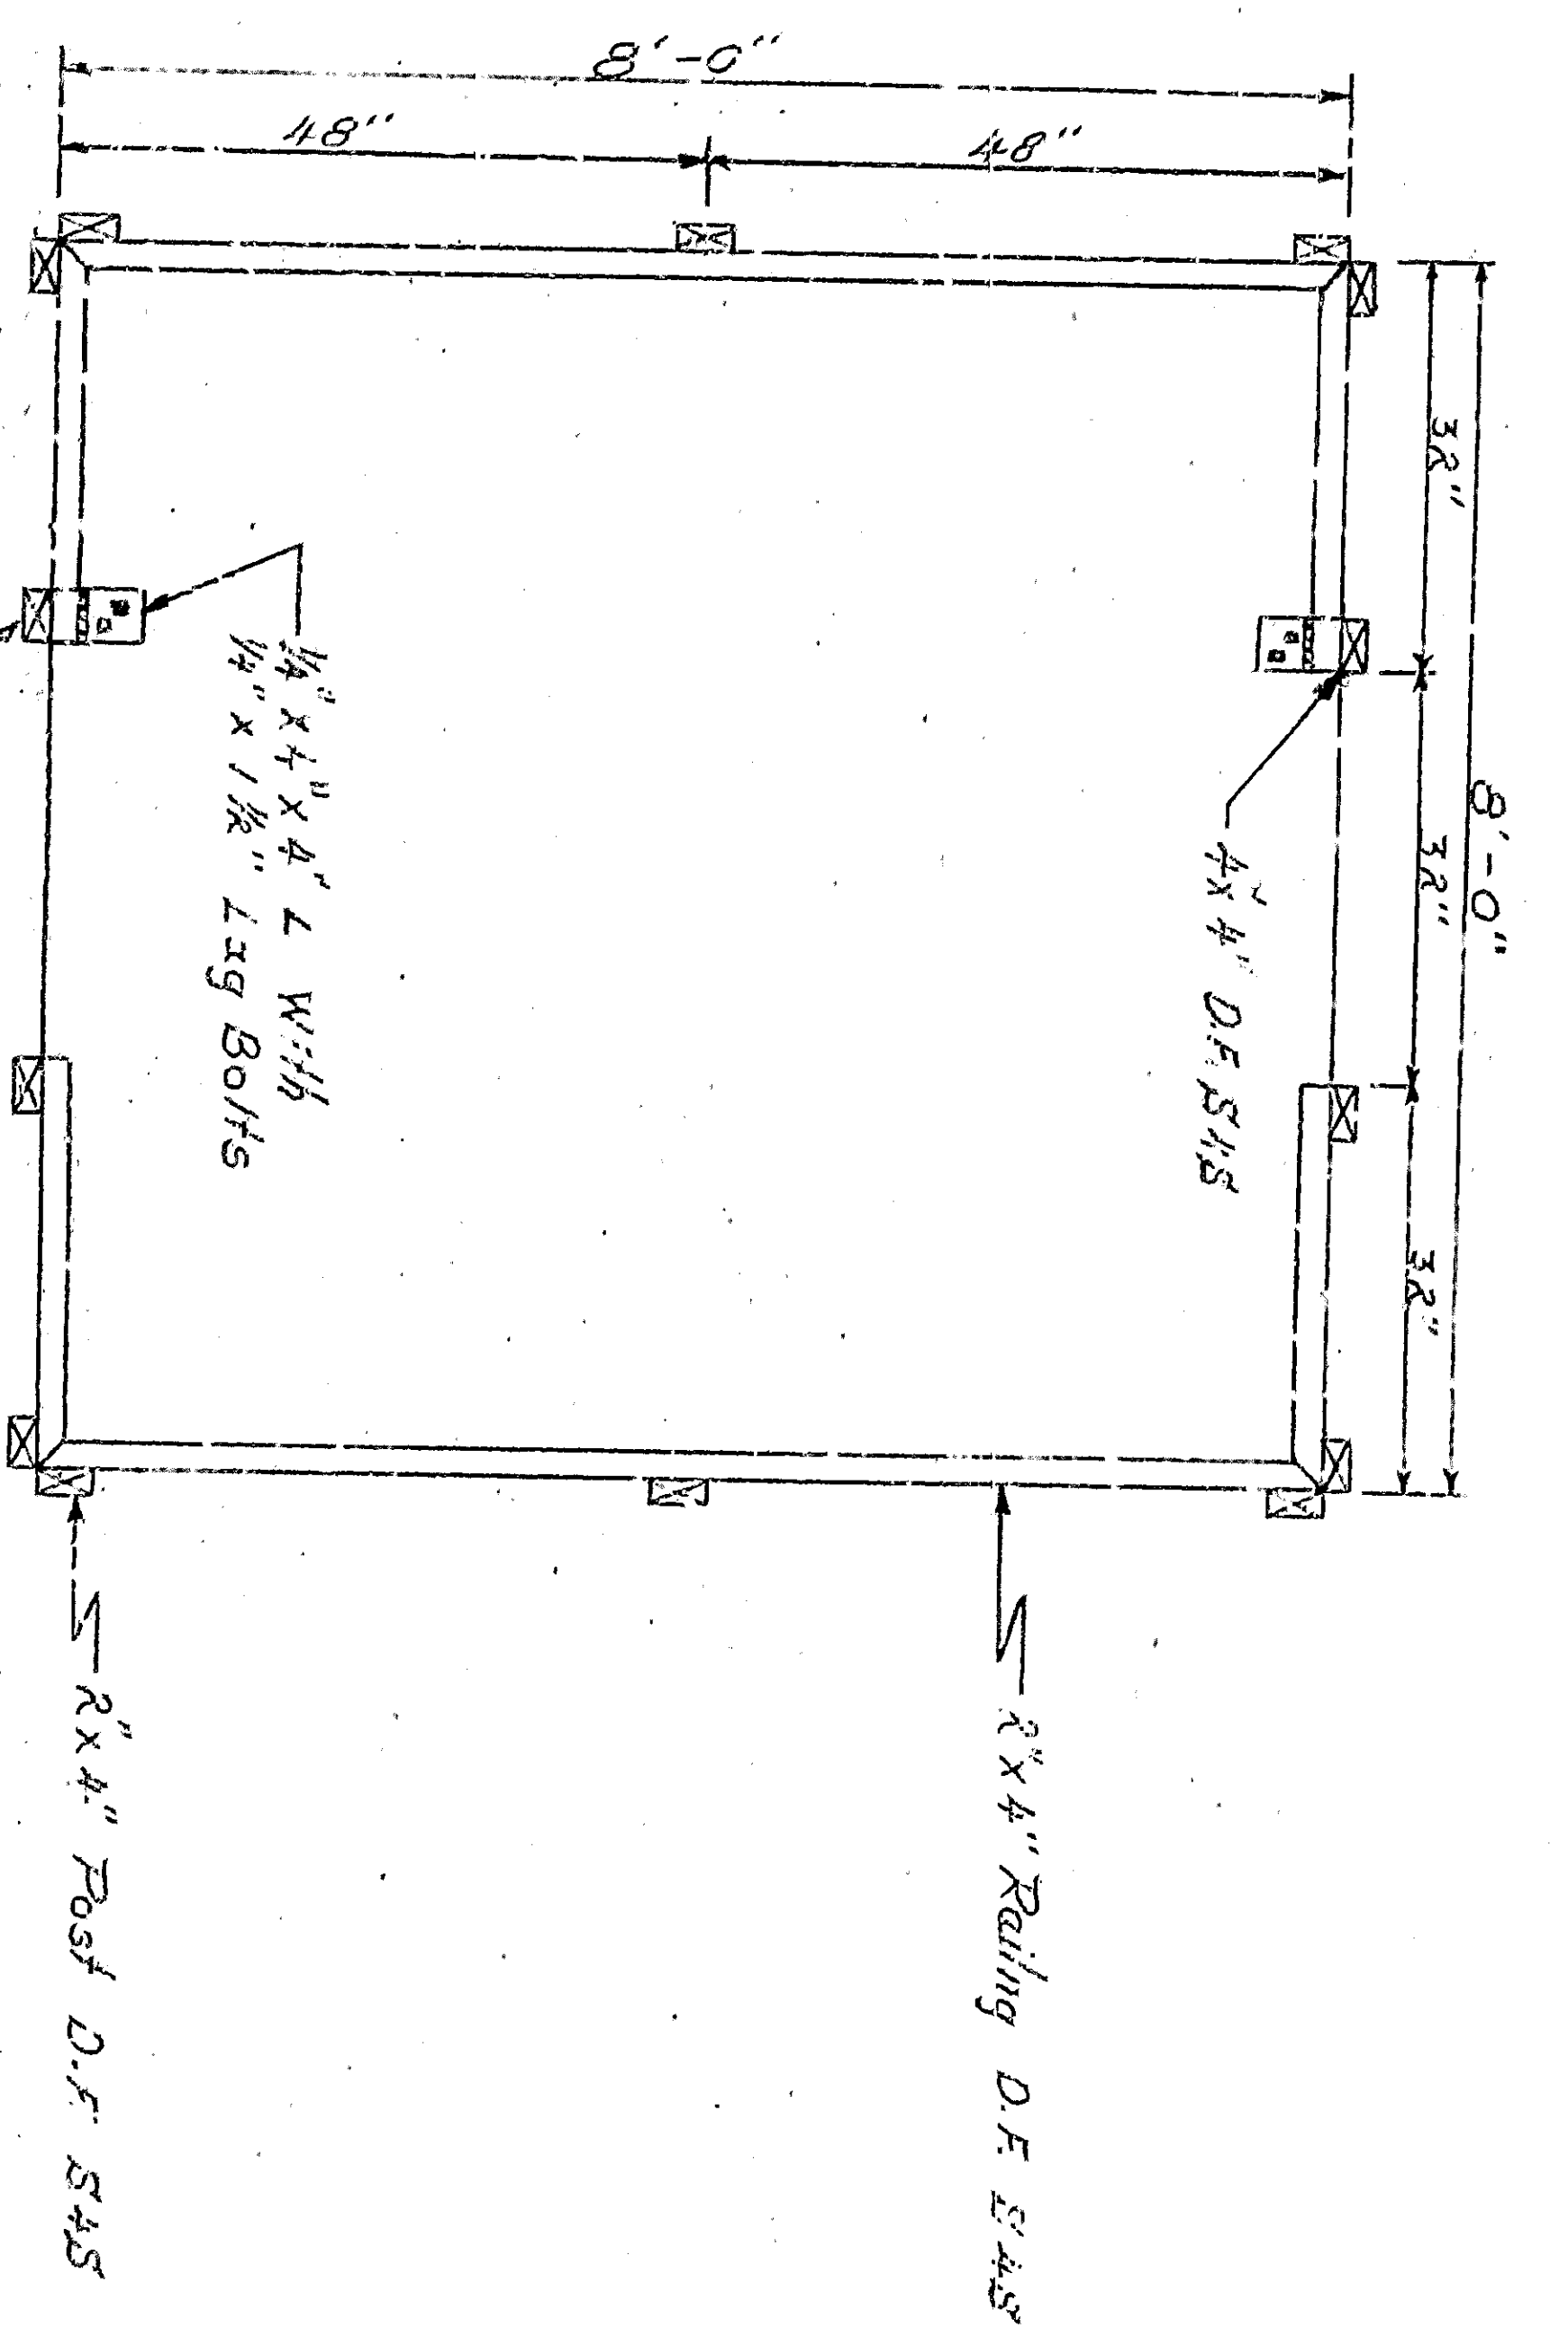 8'-0"
48"
48"
32"
32"
32"
8'-0"
4" x 4" D.F. S4S
1/4" x 4" x 4" L With
1/4" x 1 1/2" Lag Bolts
2" x 4" Railing D.F. S4S
2" x 4" Post D.F. S4S